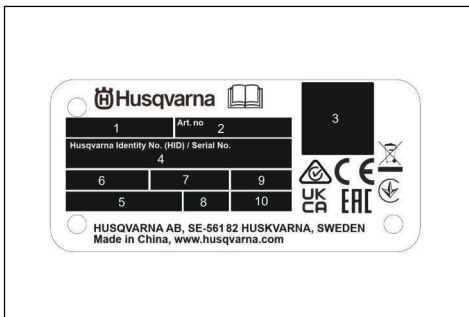 Husqvarna
1
Art. no
2
3
Husqvarna Identity No. (HID) / Serial No.
4
6 7 9
5 8 10
CE
UK
CA
EAC
HUSQVARNA AB, SE-561 82 HUSKVARNA, SWEDEN
Made in China, www.husqvarna.com